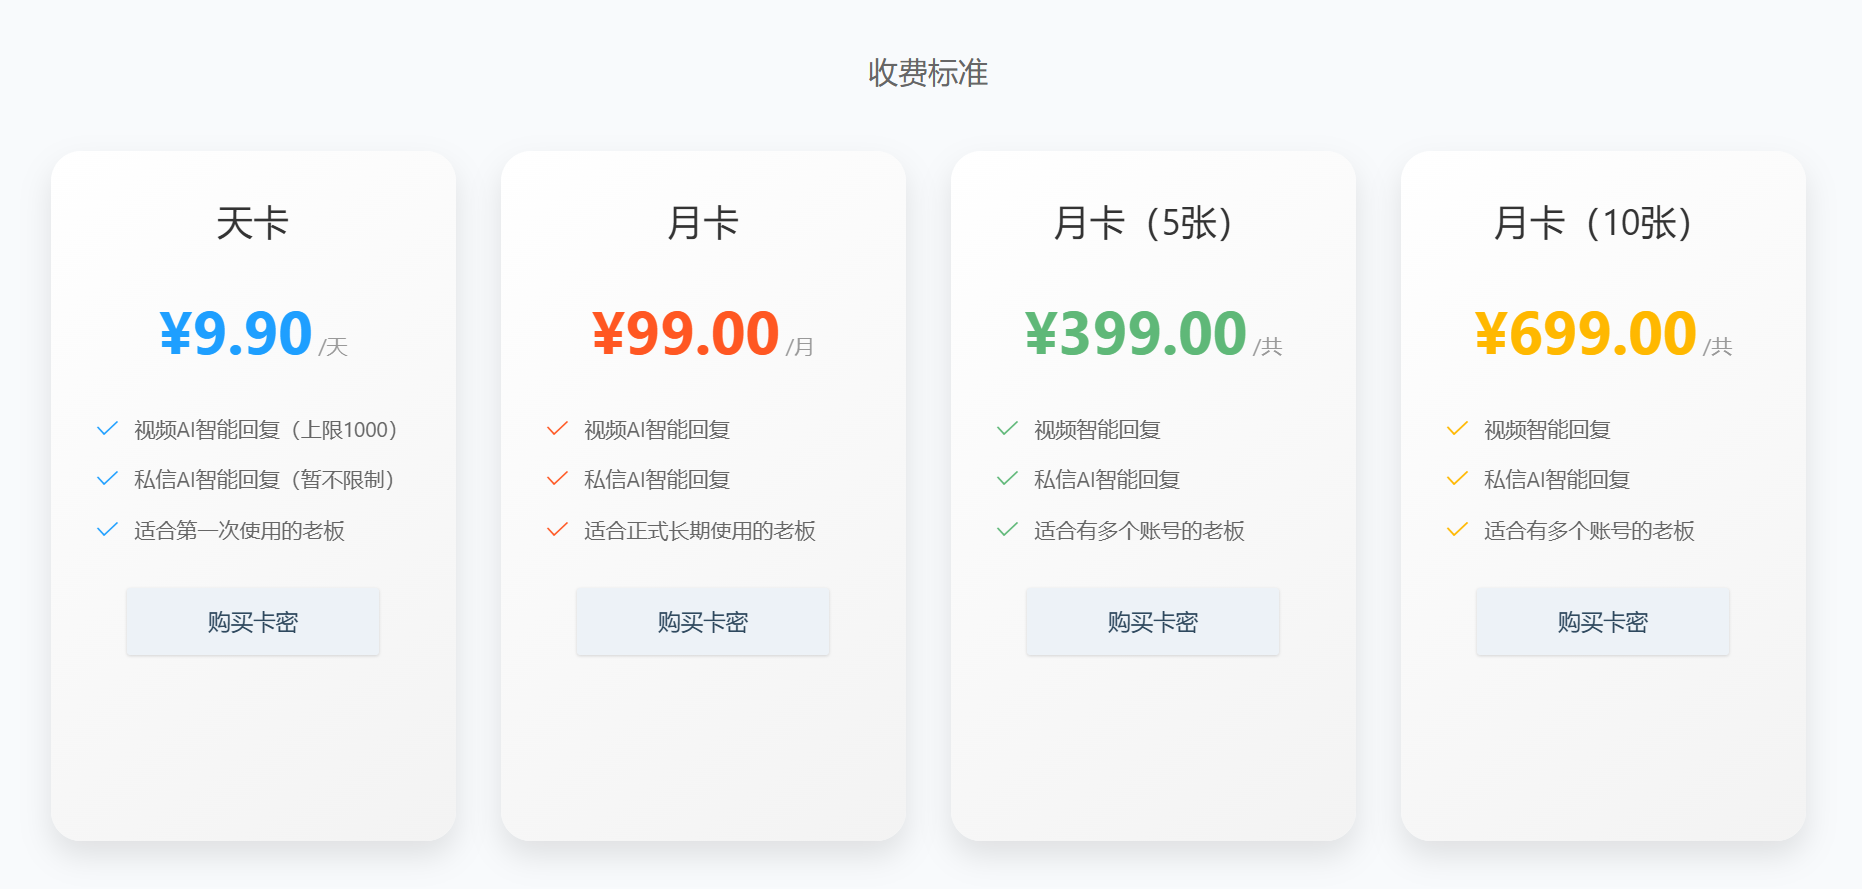 收费标准
天卡
¥9.90 /天
视频AI智能回复（上限1000）
私信AI智能回复（暂不限制）
适合第一次使用的老板
购买卡密
月卡
¥99.00 /月
视频AI智能回复
私信AI智能回复
适合正式长期使用的老板
购买卡密
月卡（5张）
¥399.00 /共
视频智能回复
私信AI智能回复
适合有多个账号的老板
购买卡密
月卡（10张）
¥699.00 /共
视频智能回复
私信AI智能回复
适合有多个账号的老板
购买卡密